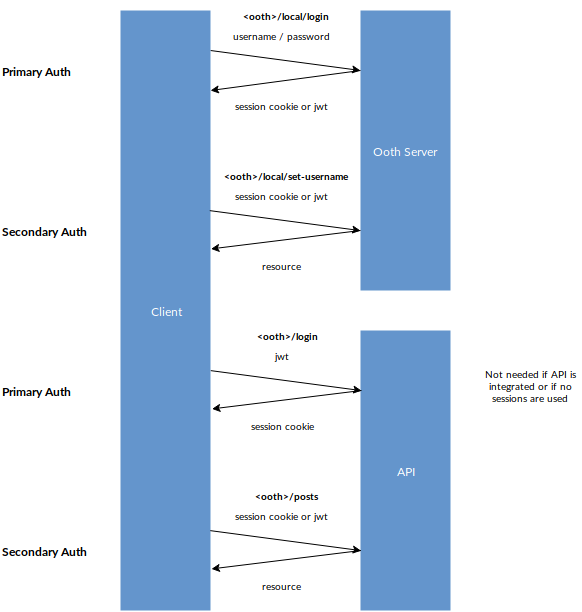 <ooth>/local/login
username / password
Primary Auth
session cookie or jwt
Ooth Server
<ooth>/local/set-username
session cookie or jwt
Secondary Auth
resource
Client
<ooth>/login
jwt
Not needed if API is
integrated or if no
sessions are used
Primary Auth
session cookie
API
<ooth>/posts
session cookie or jwt
Secondary Auth
resource